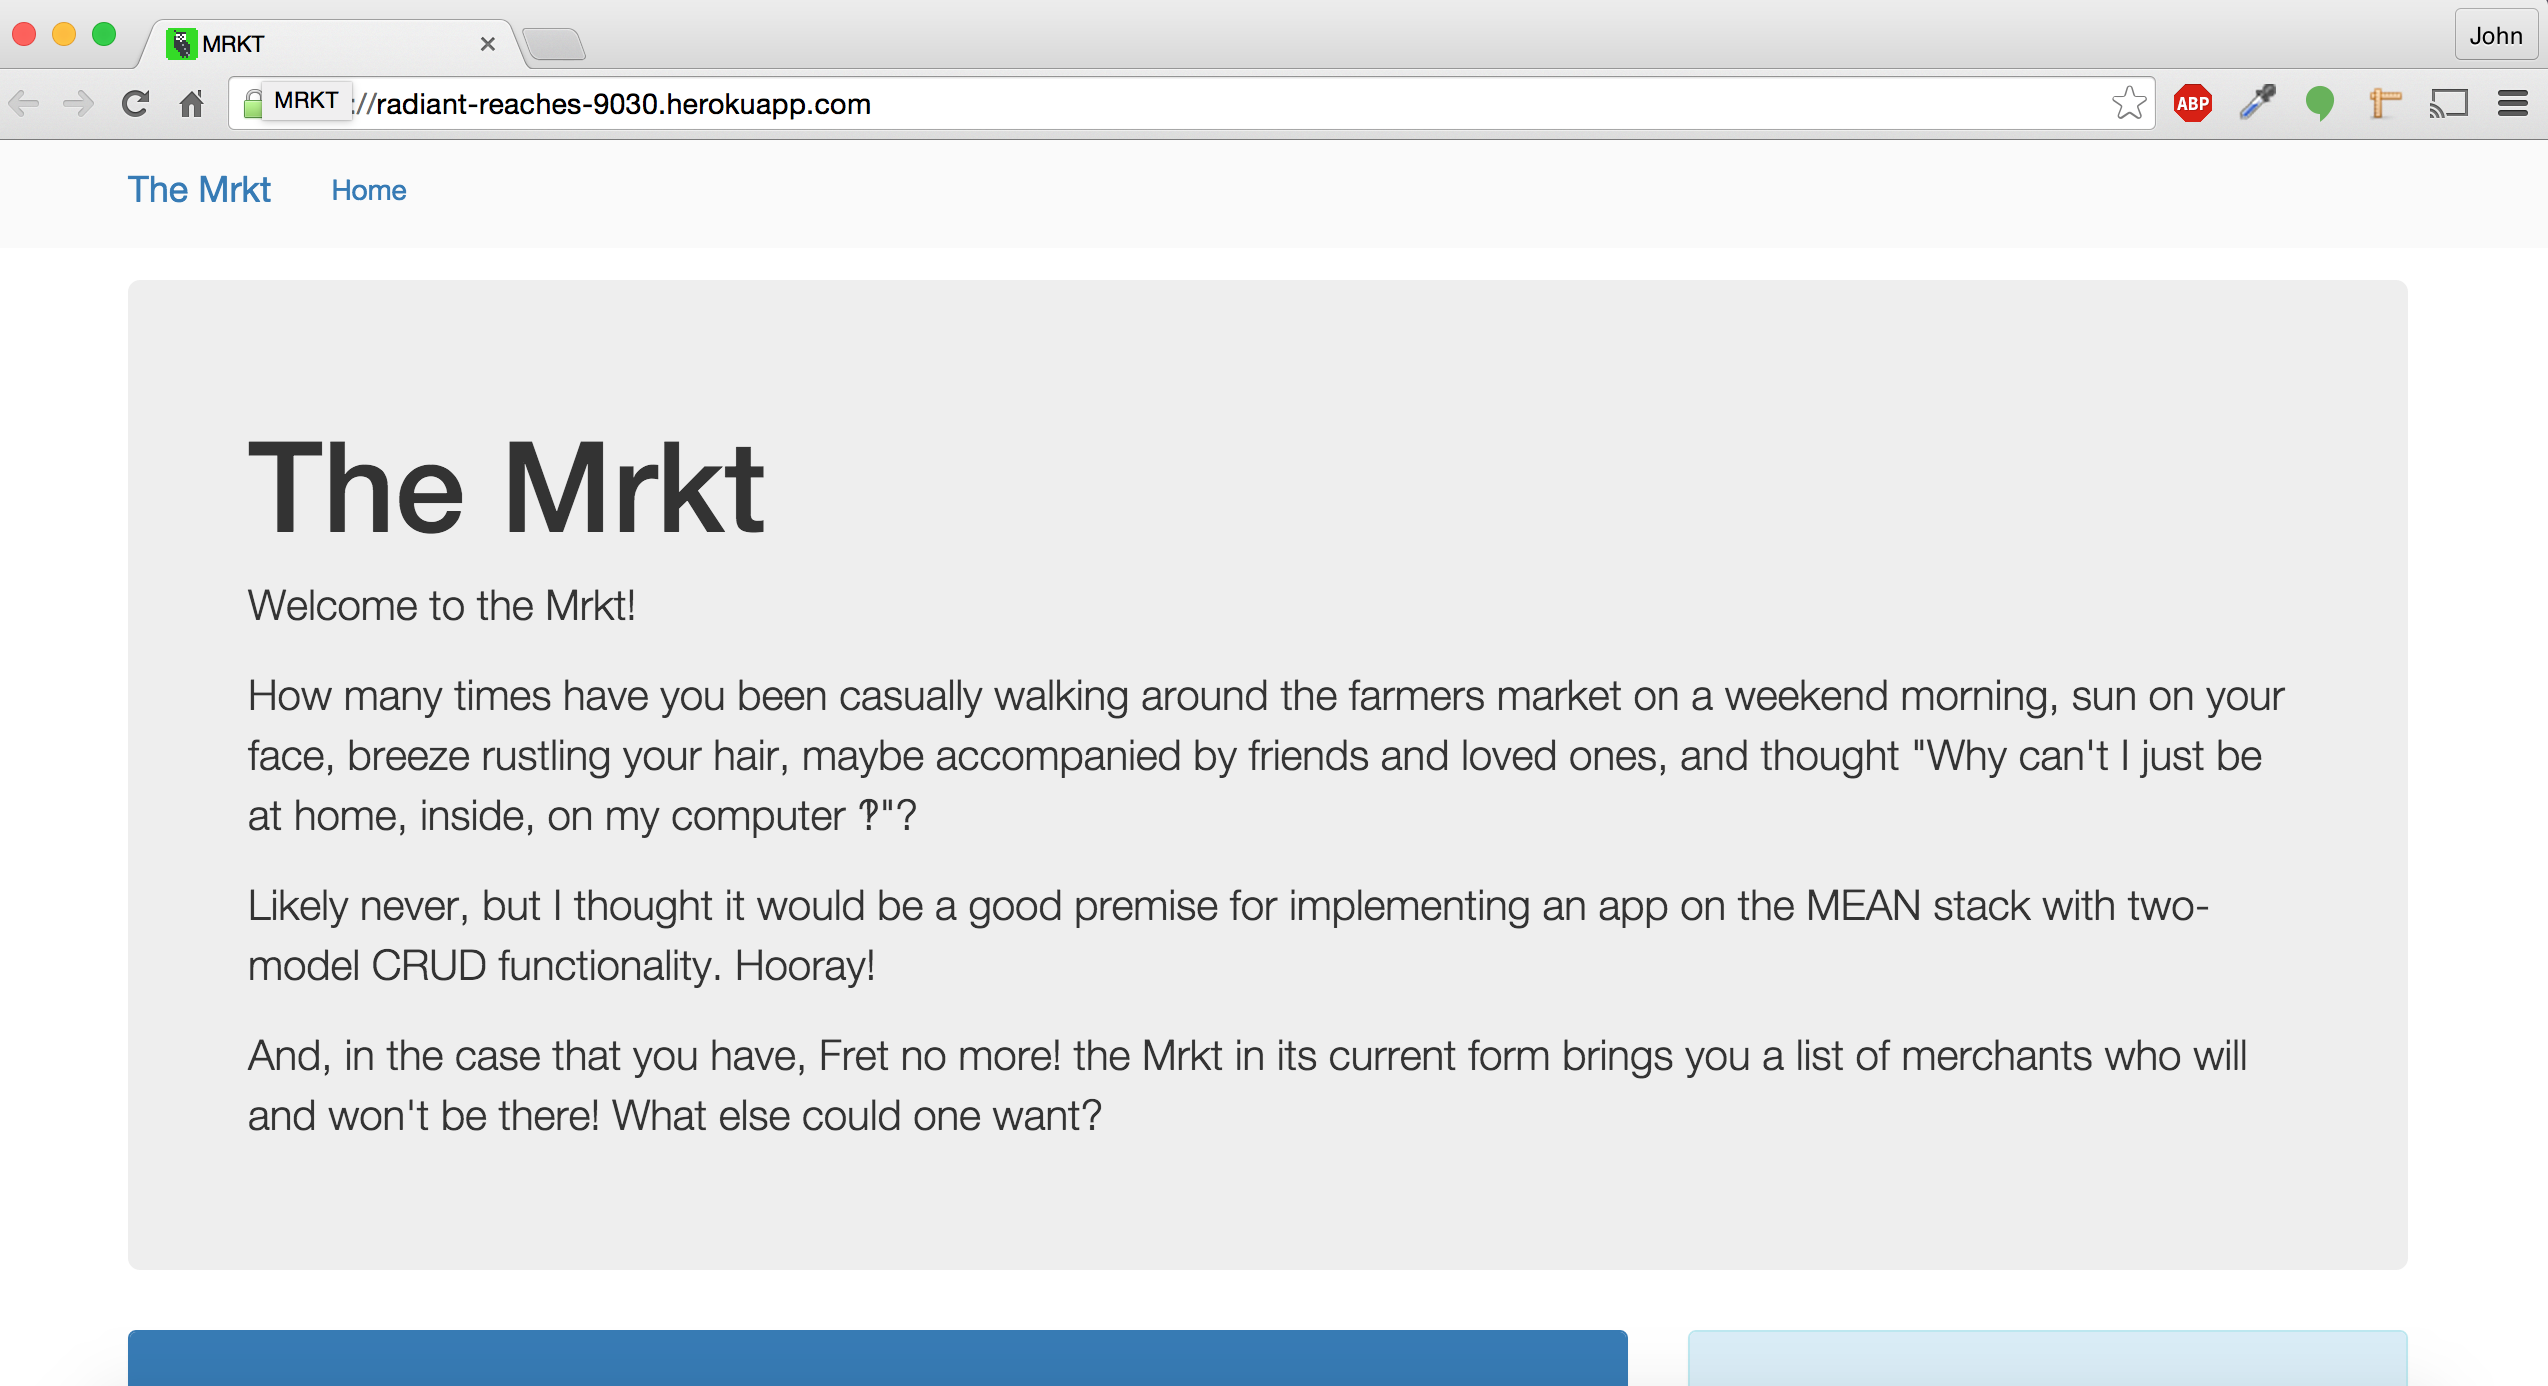 MRKT
John
MRKT
://radiant-reaches-9030.herokuapp.com
ABP
The Mrkt
Home
The Mrkt
Welcome to the Mrkt!
How many times have you been casually walking around the farmers market on a weekend morning, sun on your
face, breeze rustling your hair, maybe accompanied by friends and loved ones, and thought "Why can't I just be
at home, inside, on my computer ‽"?
Likely never, but I thought it would be a good premise for implementing an app on the MEAN stack with two-
model CRUD functionality. Hooray!
And, in the case that you have, Fret no more! the Mrkt in its current form brings you a list of merchants who will
and won't be there! What else could one want?